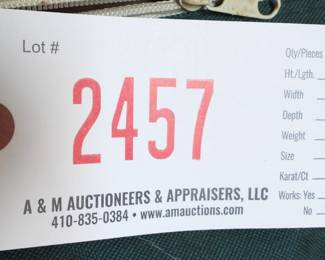 Lot #
2457
A & M AUCTIONEERS & APPRAISERS, LLC
410-835-0384 • www.amauctions.com
Qty/Pieces
Ht./Lgth.
Width
Depth
Weight
Size
Karat/Ct
Works: Yes
No